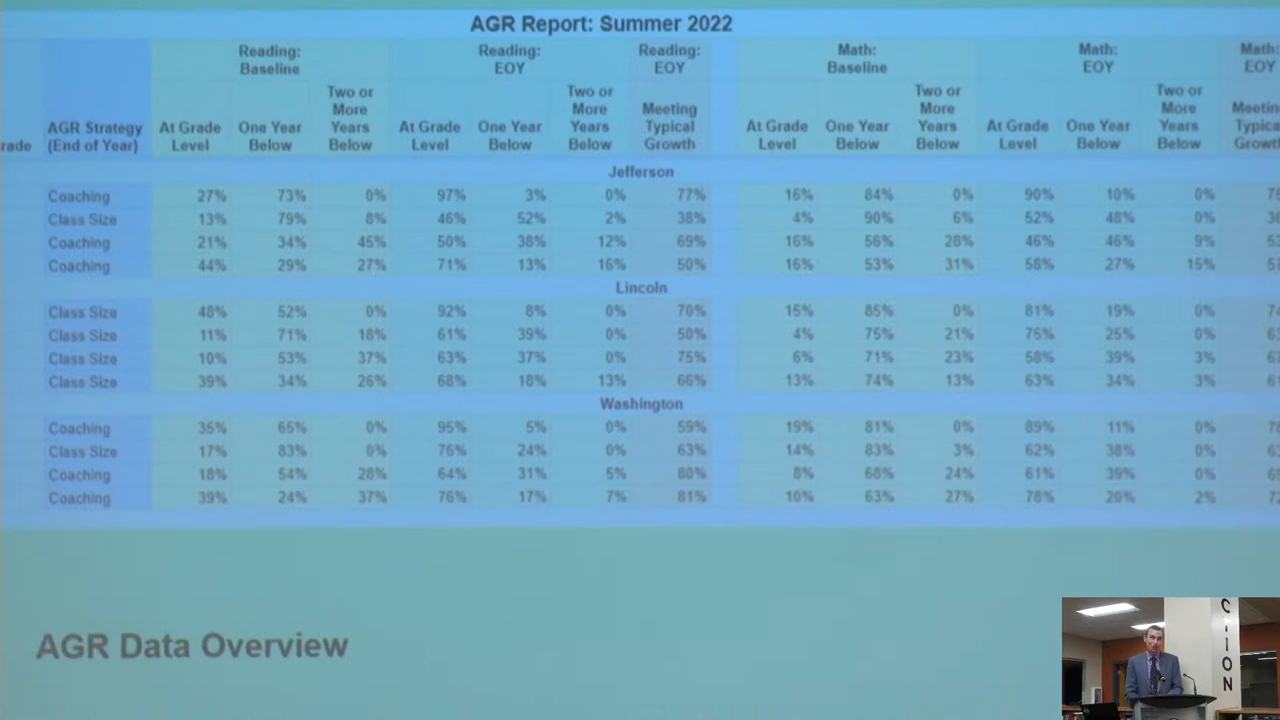 AGR Report: Summer 2022
Reading: Baseline Reading: EOY Reading: EOY Math: Baseline Math: EOY Math: EOY
rade AGR Strategy (End of Year) At Grade Level One Year Below Two or More Years Below At Grade Level One Year Below Two or More Years Below Meeting Typical Growth At Grade Level One Year Below Two or More Years Below At Grade Level One Year Below Two or More Years Below
Jefferson
Coaching 27% 73% 0% 97% 3% 0% 77% 16% 84% 0% 90% 10% 0%
Class Size 13% 79% 8% 46% 52% 2% 38% 4% 90% 6% 52% 48% 0%
Coaching 21% 34% 45% 50% 38% 12% 69% 16% 56% 28% 46% 46% 9%
Coaching 44% 29% 27% 71% 13% 16% 50% 16% 53% 31% 58% 27% 15%
Lincoln
Class Size 48% 52% 0% 92% 8% 0% 70% 15% 85% 0% 81% 19% 0%
Class Size 11% 71% 18% 61% 39% 0% 50% 4% 75% 21% 75% 25% 0%
Class Size 10% 53% 37% 63% 37% 0% 75% 6% 71% 23% 58% 39% 3%
Class Size 39% 34% 26% 68% 18% 13% 66% 13% 74% 13% 63% 34% 3%
Washington
Coaching 35% 65% 0% 95% 5% 0% 59% 19% 81% 0% 89% 11% 0%
Class Size 17% 83% 0% 76% 24% 0% 63% 14% 83% 3% 62% 38% 0%
Coaching 18% 54% 28% 64% 31% 5% 80% 8% 68% 24% 61% 39% 0%
Coaching 39% 24% 37% 76% 17% 7% 81% 10% 63% 27% 78% 20% 2%
AGR Data Overview